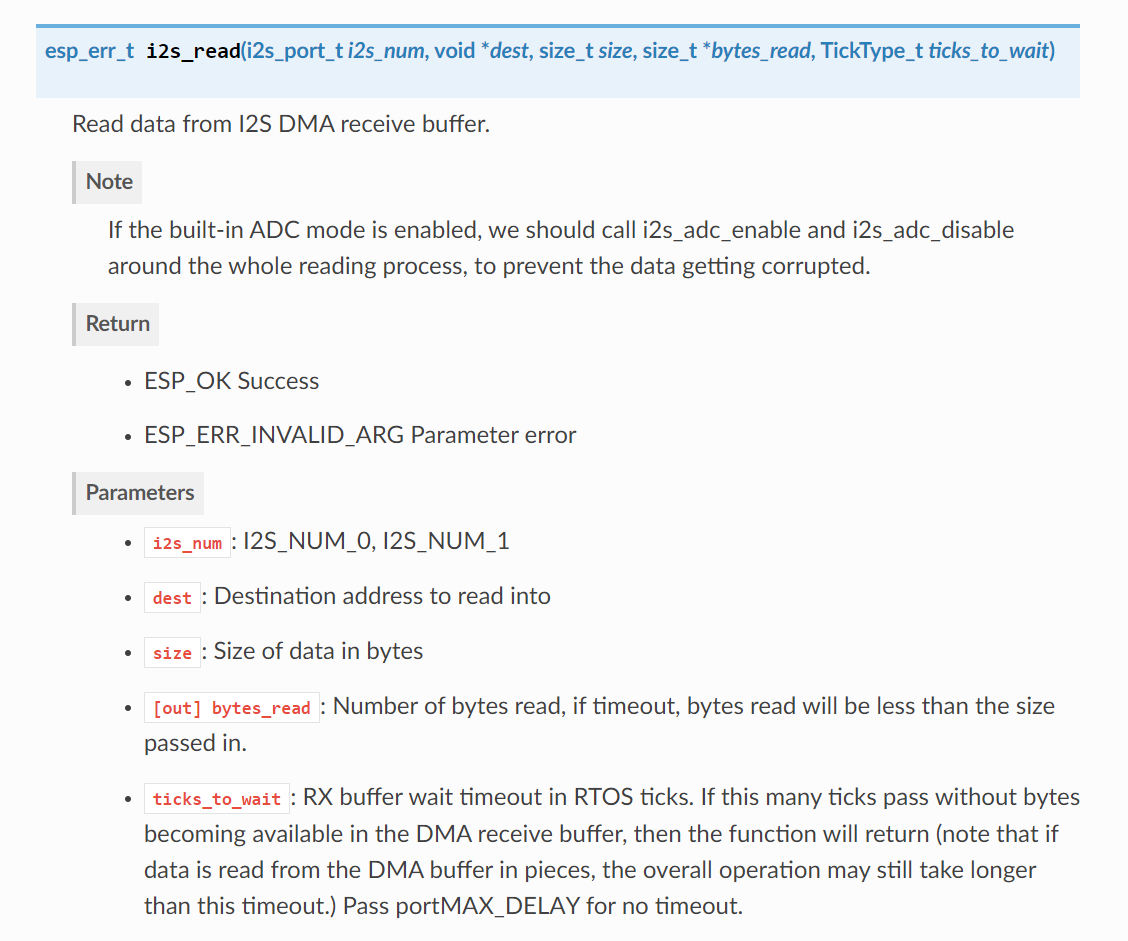 esp_err_t i2s_read(i2s_port_t i2s_num, void *dest, size_t size, size_t *bytes_read, TickType_t ticks_to_wait)
Read data from I2S DMA receive buffer.
Note
If the built-in ADC mode is enabled, we should call i2s_adc_enable and i2s_adc_disable
around the whole reading process, to prevent the data getting corrupted.
Return
• ESP_OK Success
• ESP_ERR_INVALID_ARG Parameter error
Parameters
• i2s_num : I2S_NUM_0, I2S_NUM_1
• dest : Destination address to read into
• size : Size of data in bytes
• [out] bytes_read : Number of bytes read, if timeout, bytes read will be less than the size
passed in.
• ticks_to_wait : RX buffer wait timeout in RTOS ticks. If this many ticks pass without bytes
becoming available in the DMA receive buffer, then the function will return (note that if
data is read from the DMA buffer in pieces, the overall operation may still take longer
than this timeout.) Pass portMAX_DELAY for no timeout.